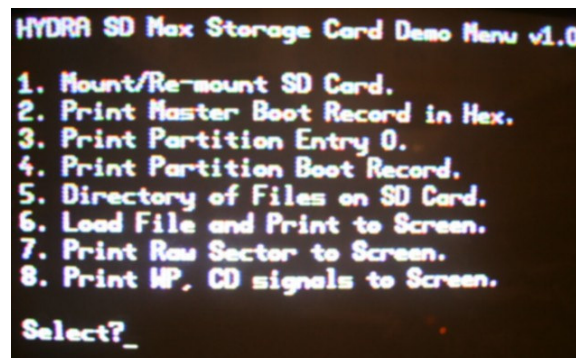 HYDRA SD Max Storage Card Demo Menu v1.0
1. Mount/Re-mount SD Card.
2. Print Master Boot Record in Hex.
3. Print Partition Entry 0.
4. Print Partition Boot Record.
5. Directory of Files on SD Card.
6. Load File and Print to Screen.
7. Print Raw Sector to Screen.
8. Print WP, CD signals to Screen.
Select?_